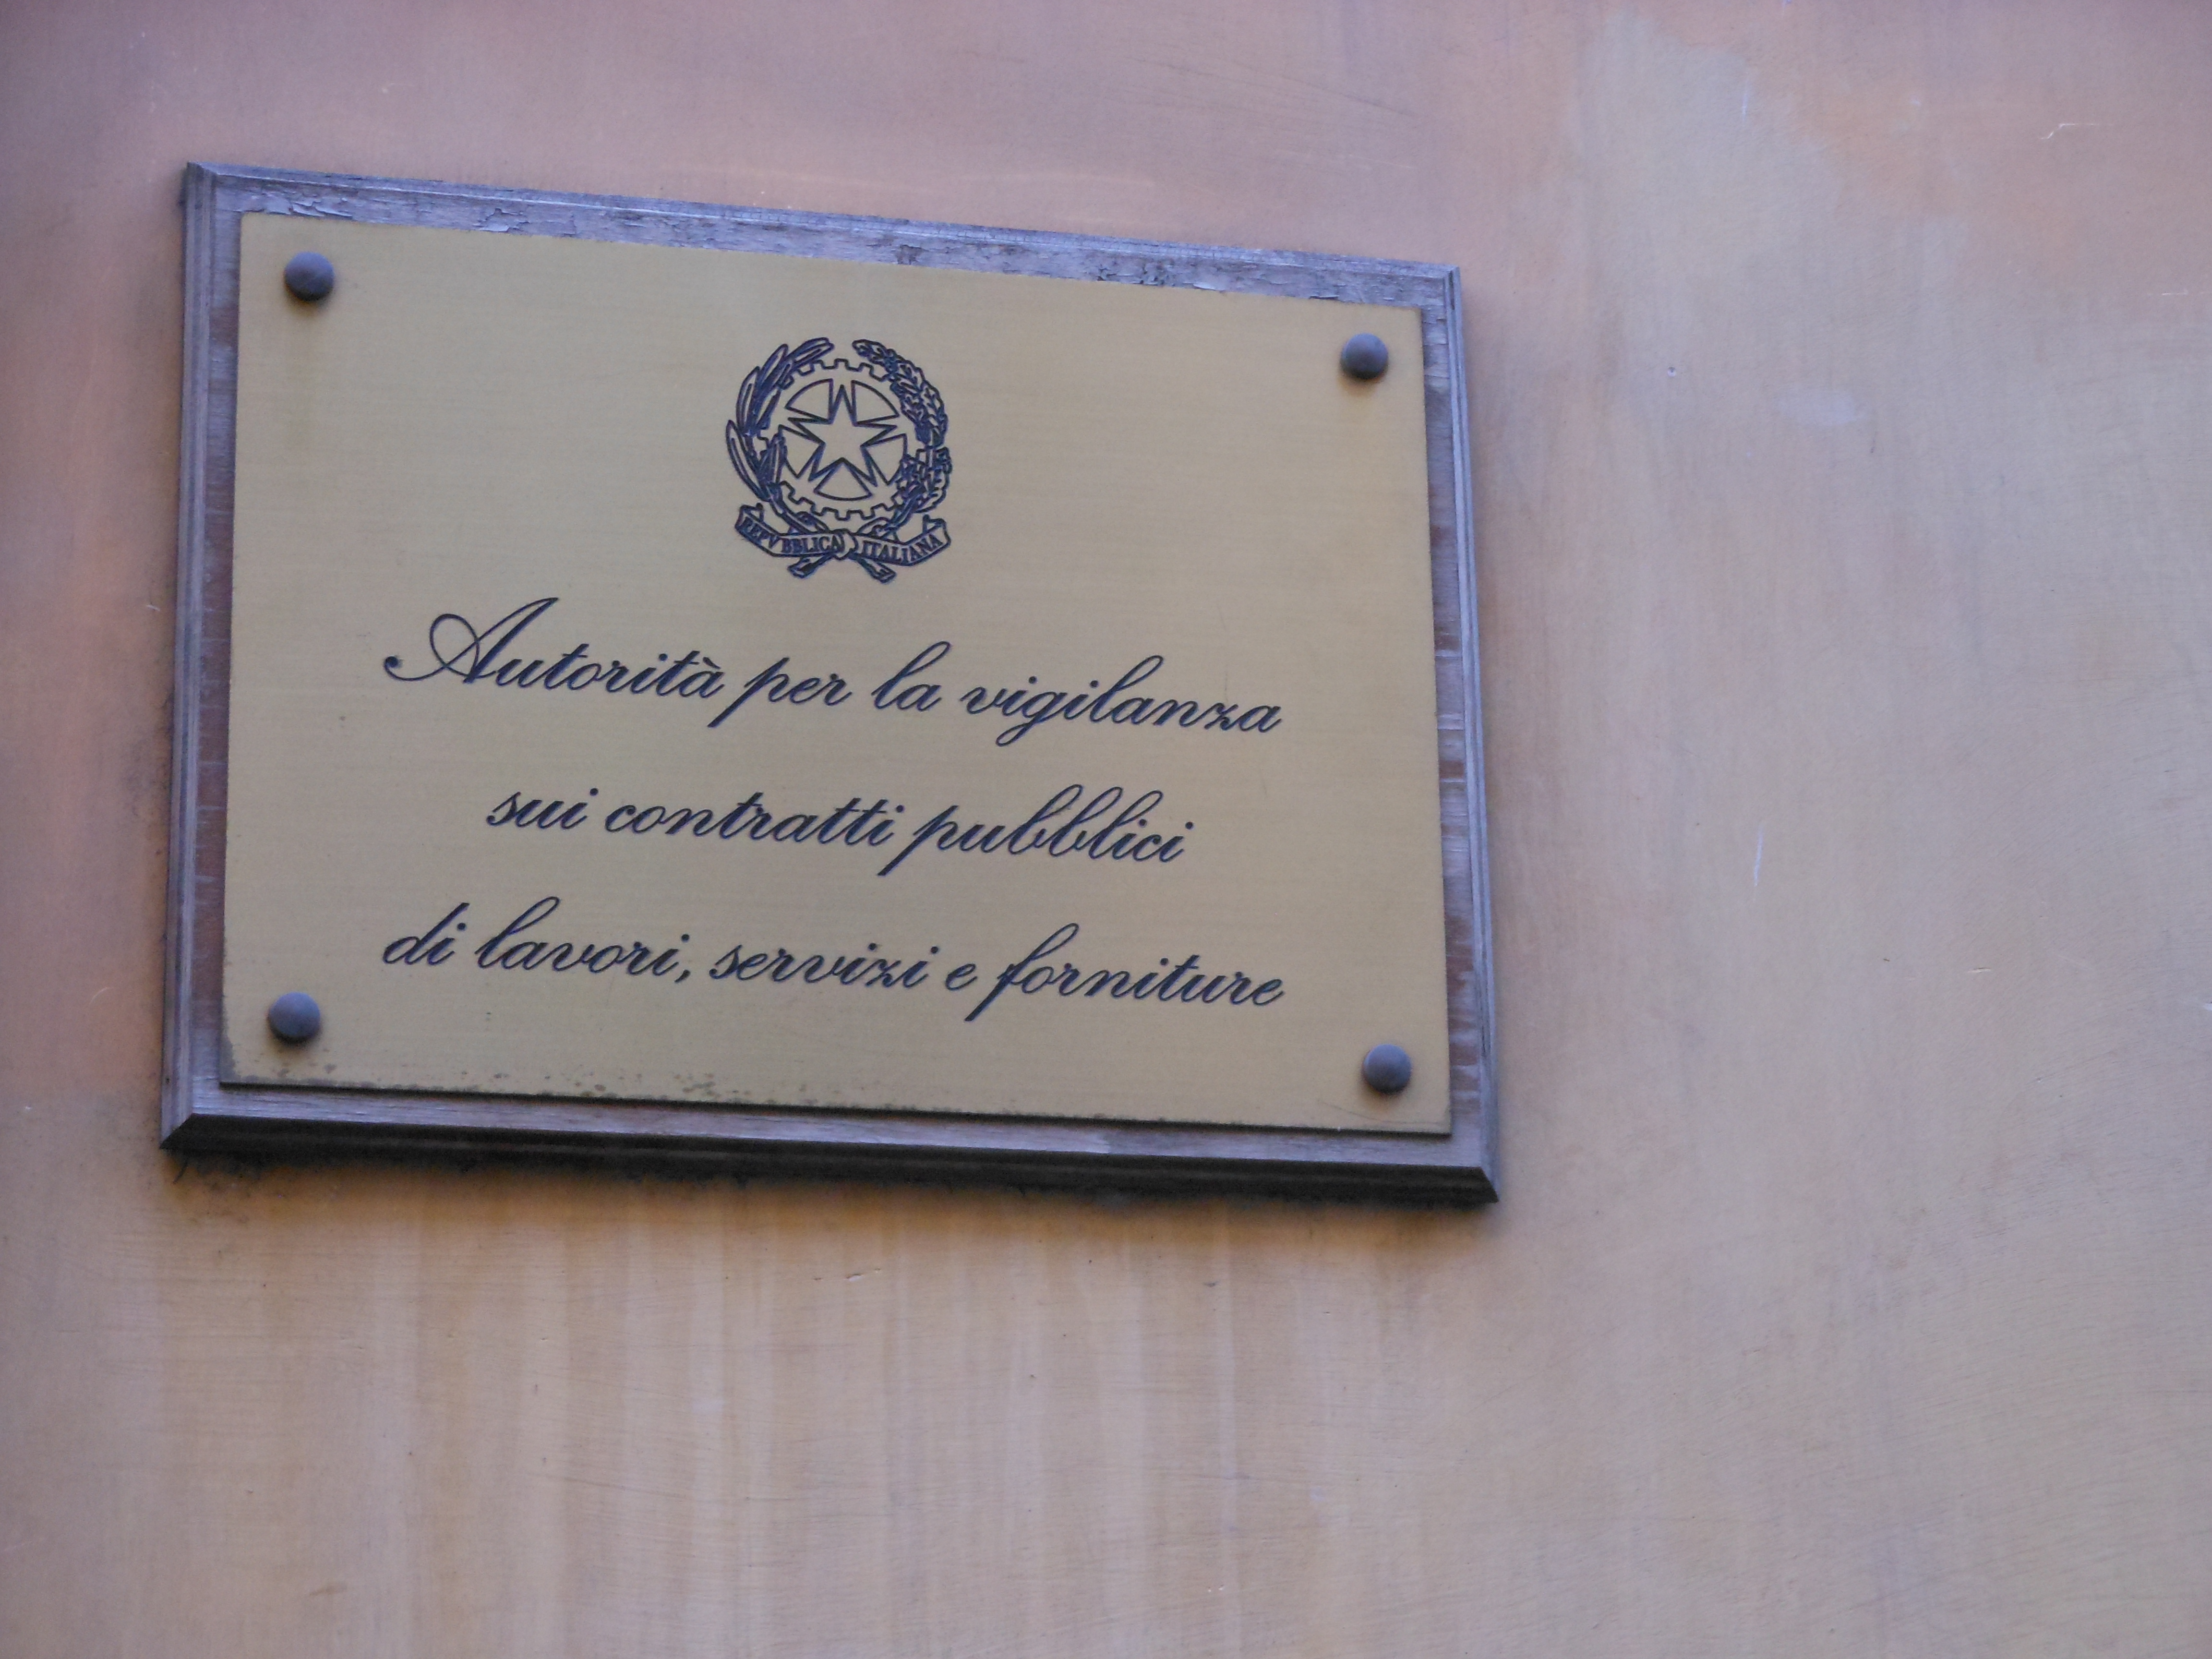 REPVBBLICA ITALIANA
Autorità per la vigilanza
sui contratti pubblici
di lavori, servizi e forniture